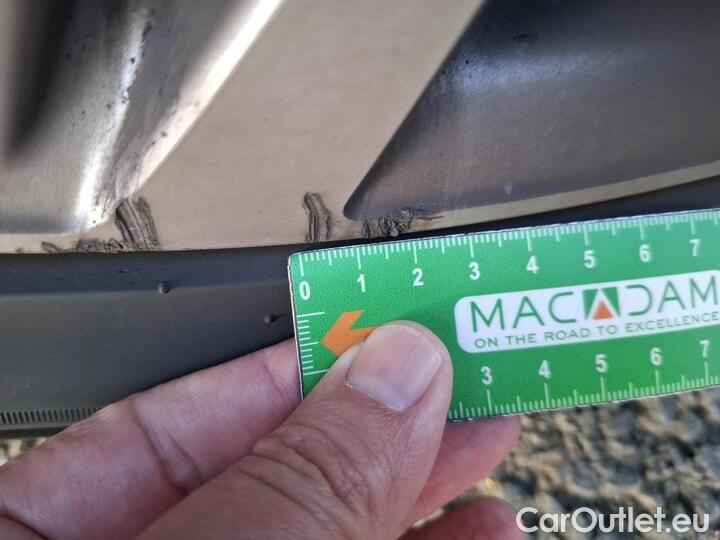 0 1 2 3 4 5 6 7
MACADAM
ON THE ROAD TO EXCELLENCE
3 4 5 6 7
CarOutlet.eu